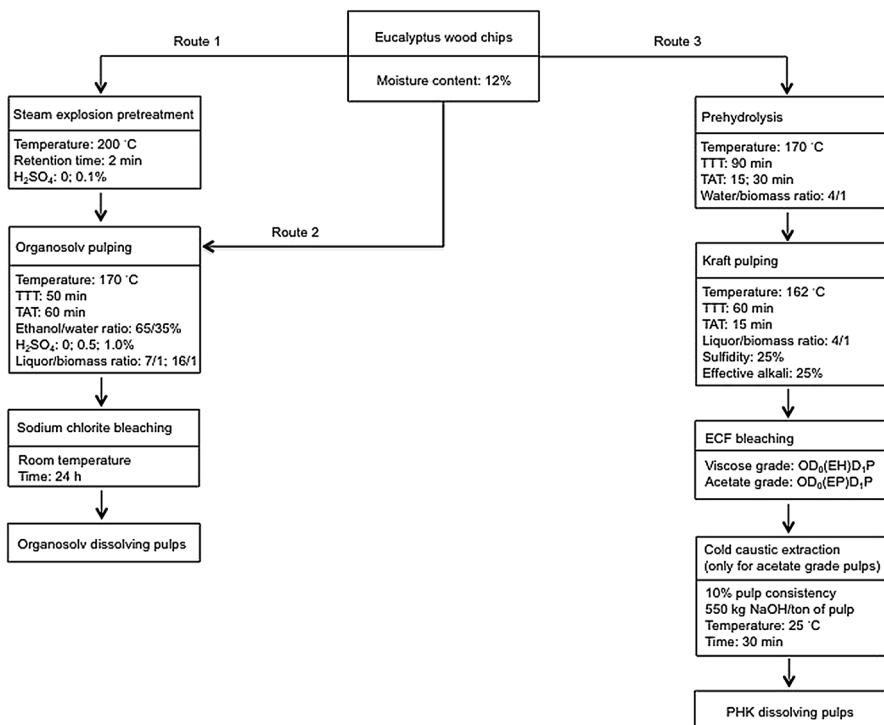 Route 1
Eucalyptus wood chips
Moisture content: 12%
Route 3
Steam explosion pretreatment
Temperature: 200 °C
Retention time: 2 min
H₂SO₄: 0; 0.1%
Route 2
Organosolv pulping
Temperature: 170 °C
TTT: 50 min
TAT: 60 min
Ethanol/water ratio: 65/35%
H₂SO₄: 0; 0.5; 1.0%
Liquor/biomass ratio: 7/1; 16/1
Sodium chlorite bleaching
Room temperature
Time: 24 h
Organosolv dissolving pulps
Prehydrolysis
Temperature: 170 °C
TTT: 90 min
TAT: 15; 30 min
Water/biomass ratio: 4/1
Kraft pulping
Temperature: 162 °C
TTT: 60 min
TAT: 15 min
Liquor/biomass ratio: 4/1
Sulfidity: 25%
Effective alkali: 25%
ECF bleaching
Viscose grade: OD₀(EH)D₁P
Acetate grade: OD₀(EP)D₁P
Cold caustic extraction
(only for acetate grade pulps)
10% pulp consistency
550 kg NaOH/ton of pulp
Temperature: 25 °C
Time: 30 min
PHK dissolving pulps